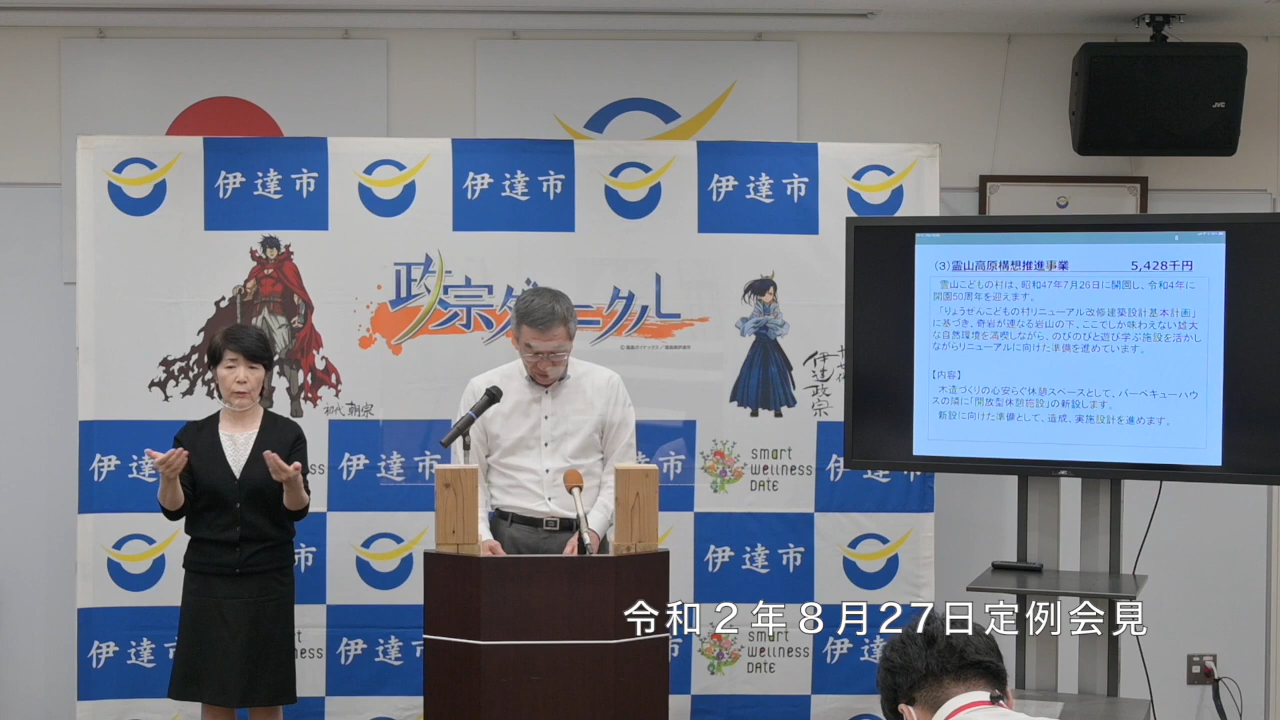 JVC
伊達市 伊達市 伊達市
政宗ダテニクル
初代 朝宗
伊達政宗
伊達市 伊達市 伊達市
smart
wellness
DATE
伊達市
伊達市 伊達市
smart
wellness
DATE
(3)霊山高原構想推進事業 5,428千円
霊山こどもの村は、昭和47年7月26日に開園し、令和4年に
開園50周年を迎えます。
「りょうぜんこどもの村リニューアル改修建築設計基本計画」
に基づき、奇岩が連なる岩山の下、ここでしか味わえない雄大
な自然環境を満喫しながら、のびのびと遊び学ぶ施設を活かし
ながらリニューアルに向けた準備を進めています。
【内容】
木造づくりの心安らぐ休憩スペースとして、バーベキューハウ
スの隣に「開放型休憩施設」の新設します。
新設に向けた準備として、造成、実施設計を進めます。
令和2年8月27日定例会見